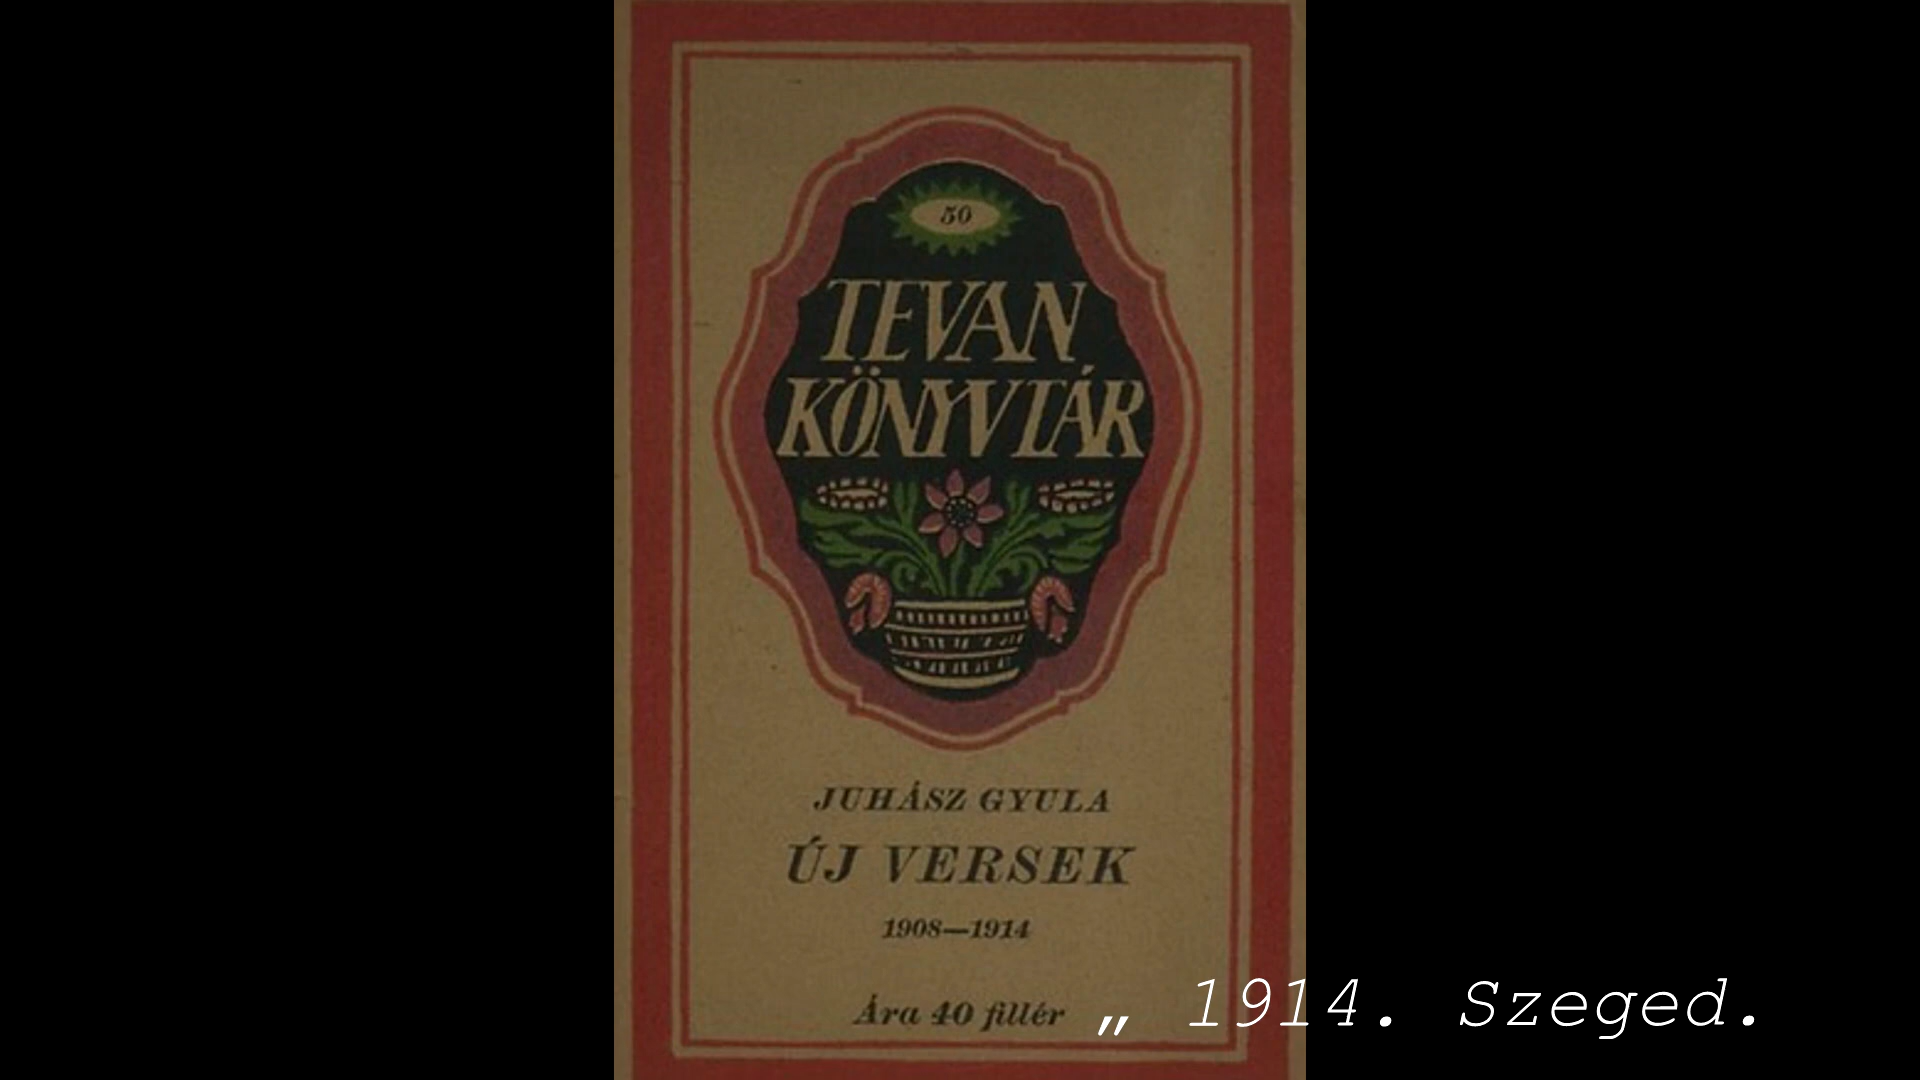 50
TEVAN
KÖNYVTÁR
JUHÁSZ GYULA
ÚJ VERSEK
1908—1914
Ára 40 fillér
„ 1914. Szeged.